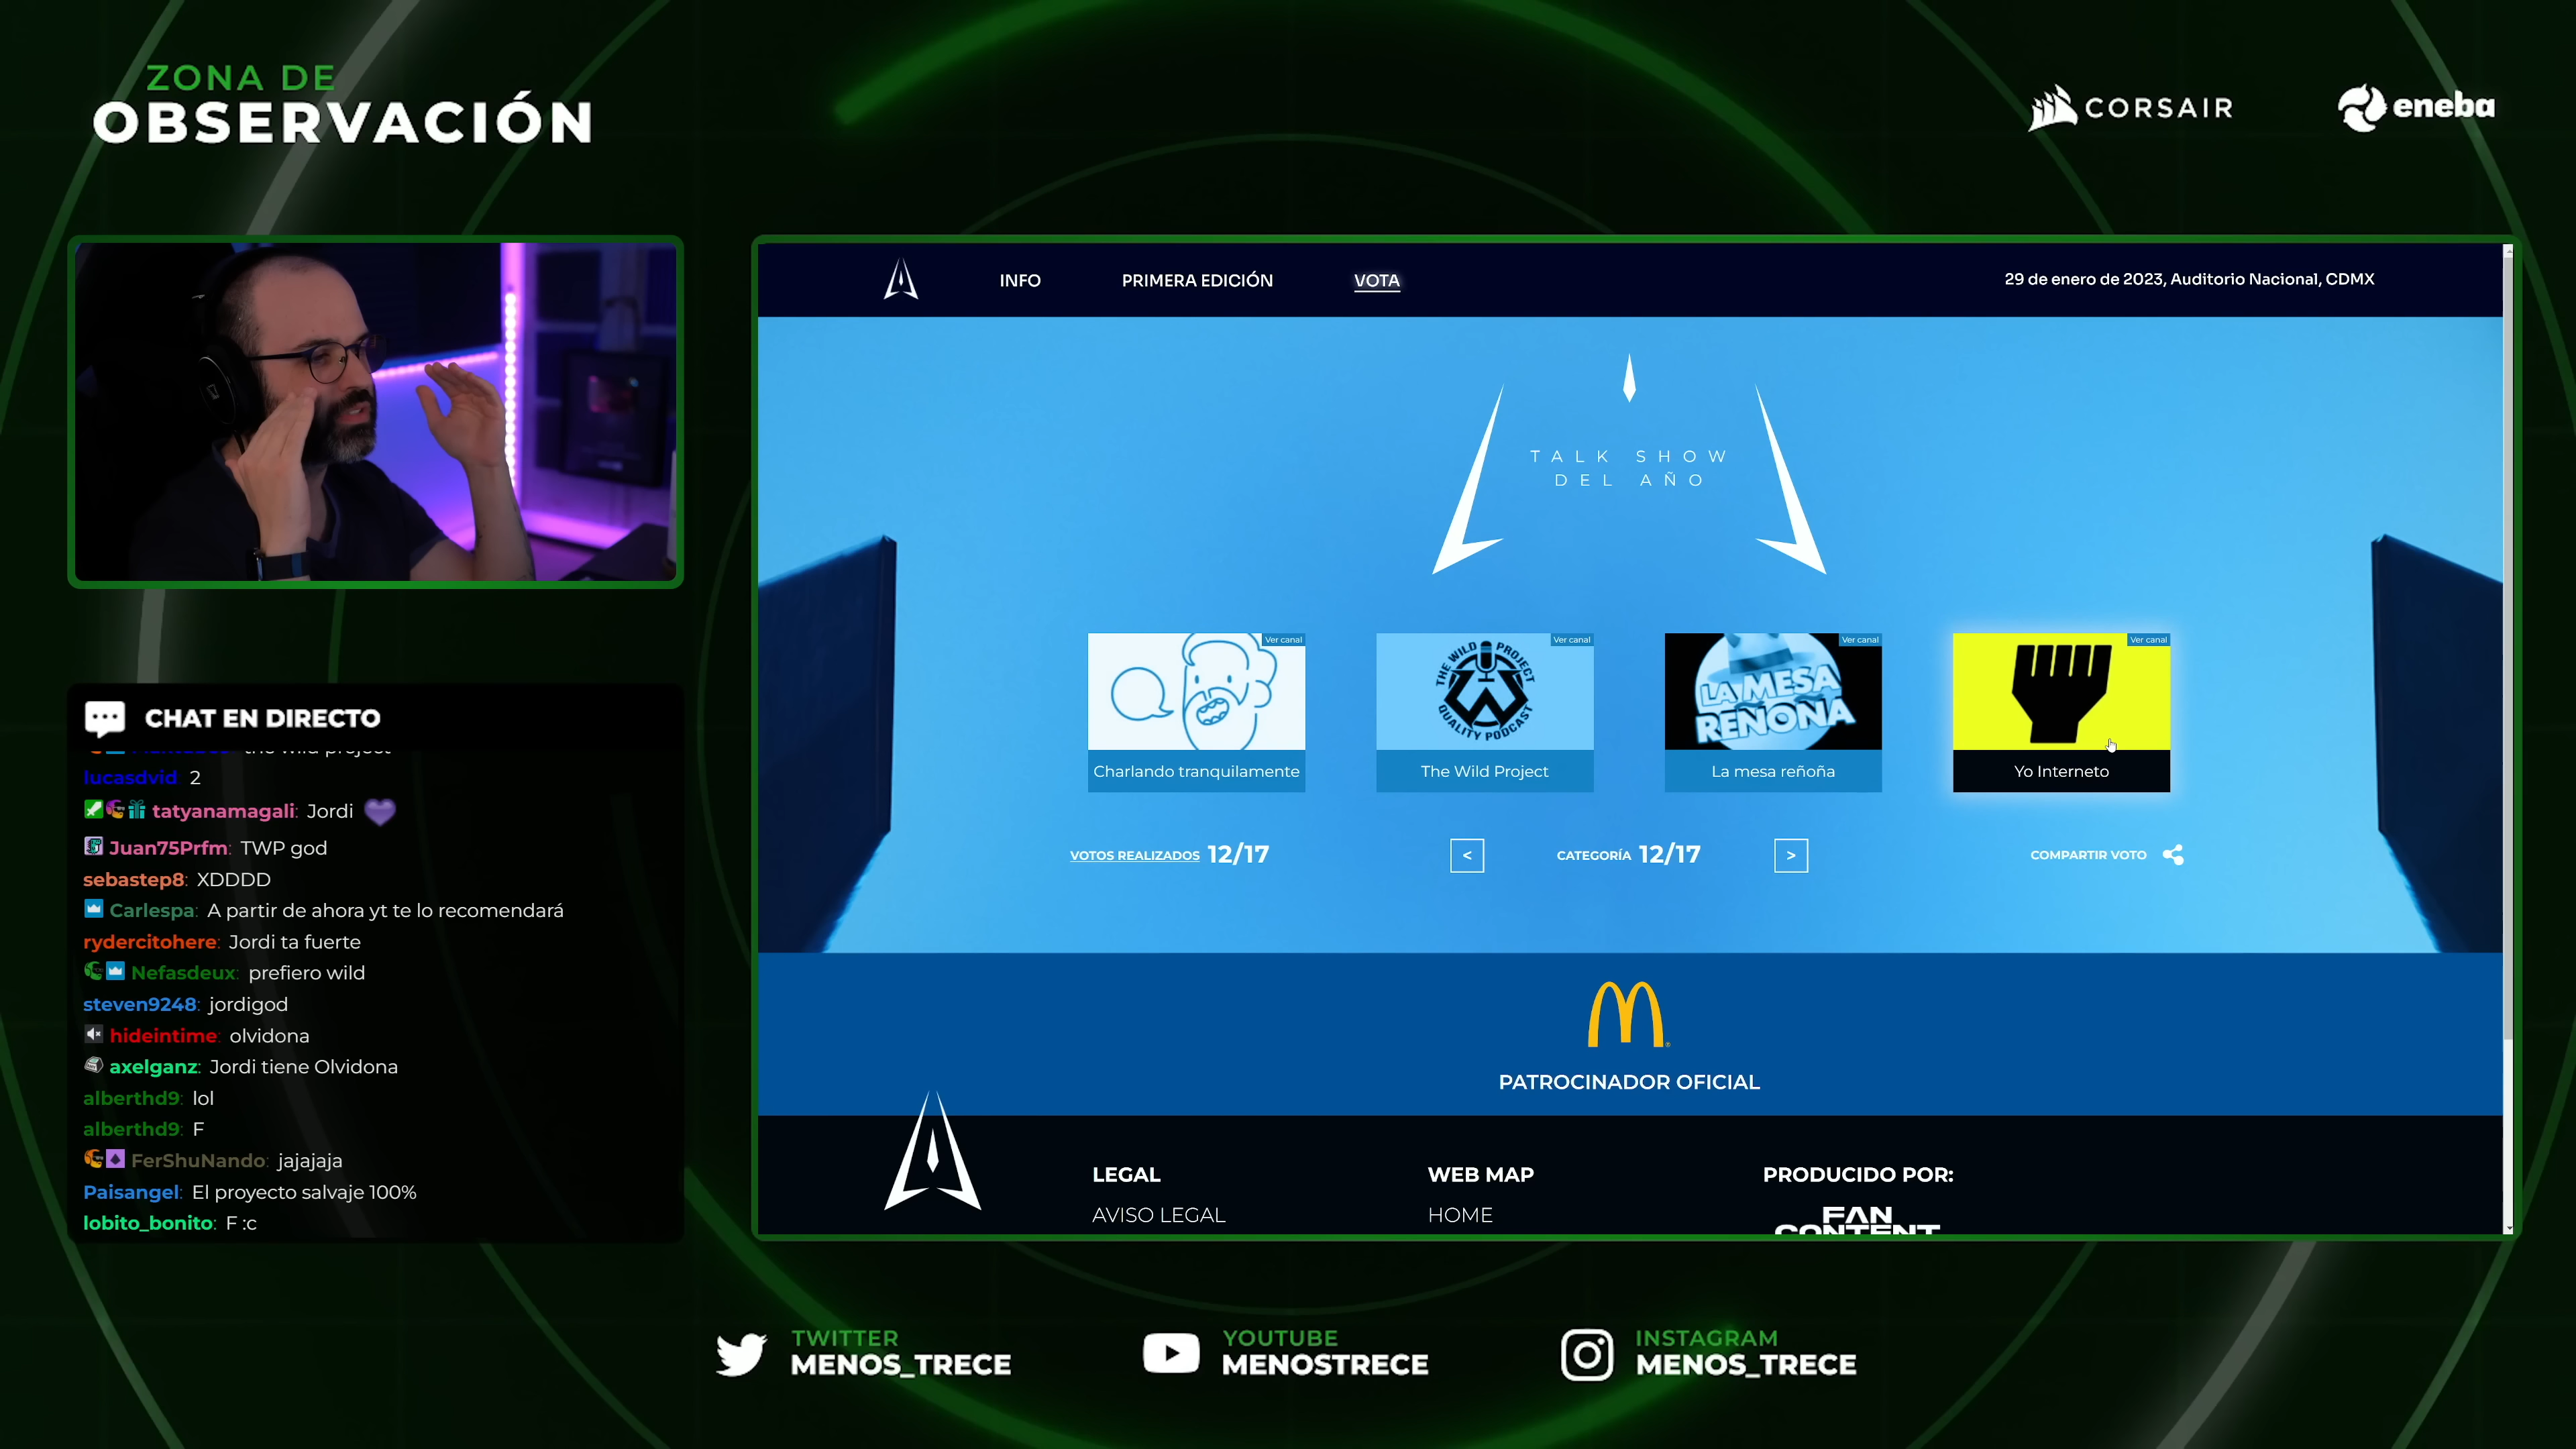 ZONA DE
OBSERVACIÓN
CORSAIR
eneba
INFO
PRIMERA EDICIÓN
VOTA
29 de enero de 2023, Auditorio Nacional, CDMX
TALK SHOW
DEL AÑO
Ver canal
Ver canal
Ver canal
Ver canal
THE WILD PROJECT
QUALITY PODCAST
LA MESA
REÑOÑA
Charlando tranquilamente
The Wild Project
La mesa reñoña
Yo Interneto
VOTOS REALIZADOS 12/17
<
CATEGORÍA 12/17
>
COMPARTIR VOTO
PATROCINADOR OFICIAL
LEGAL
WEB MAP
PRODUCIDO POR:
AVISO LEGAL
HOME
FAN
CONTENT
CHAT EN DIRECTO
the wild project
lucasdvid 2
tatyanamagali: Jordi
Juan75Prfm: TWP god
sebastep8: XDDDD
Carlespa: A partir de ahora yt te lo recomendará
rydercitohere: Jordi ta fuerte
Nefasdeux: prefiero wild
steven9248: jordigod
hideintime: olvidona
axelganz: Jordi tiene Olvidona
alberthd9: lol
alberthd9: F
FerShuNando: jajajaja
Paisangel: El proyecto salvaje 100%
lobito_bonito: F :c
TWITTER
MENOS_TRECE
YOUTUBE
MENOSTRECE
INSTAGRAM
MENOS_TRECE